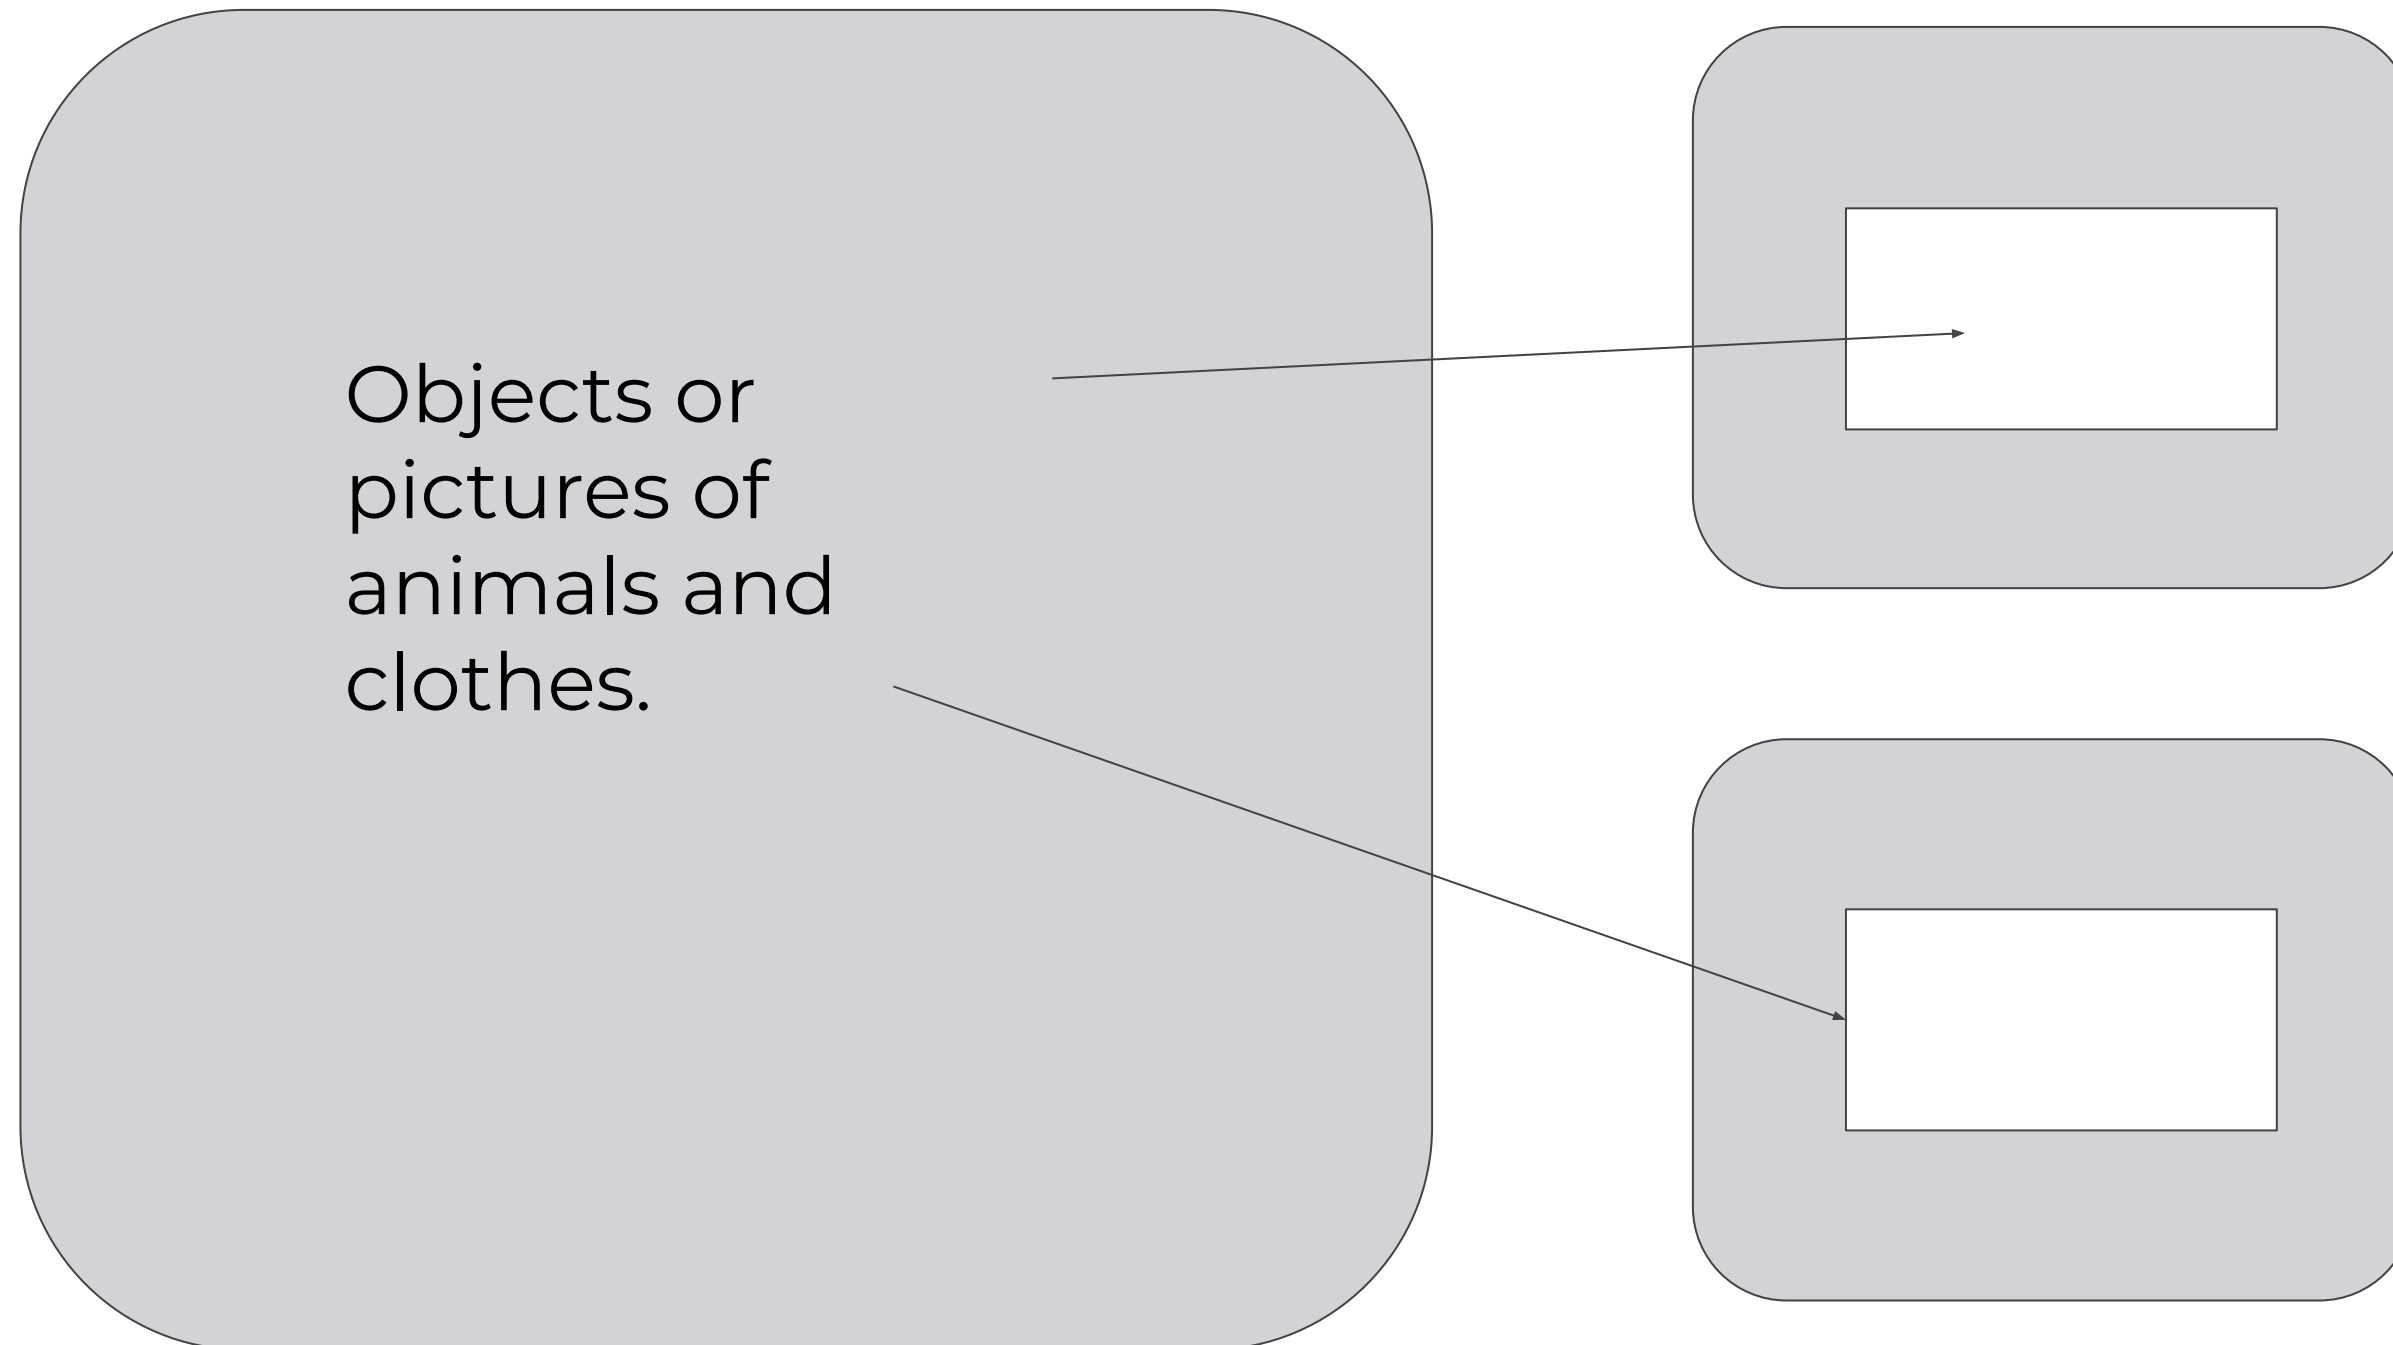 Objects or
pictures of
animals and
clothes.